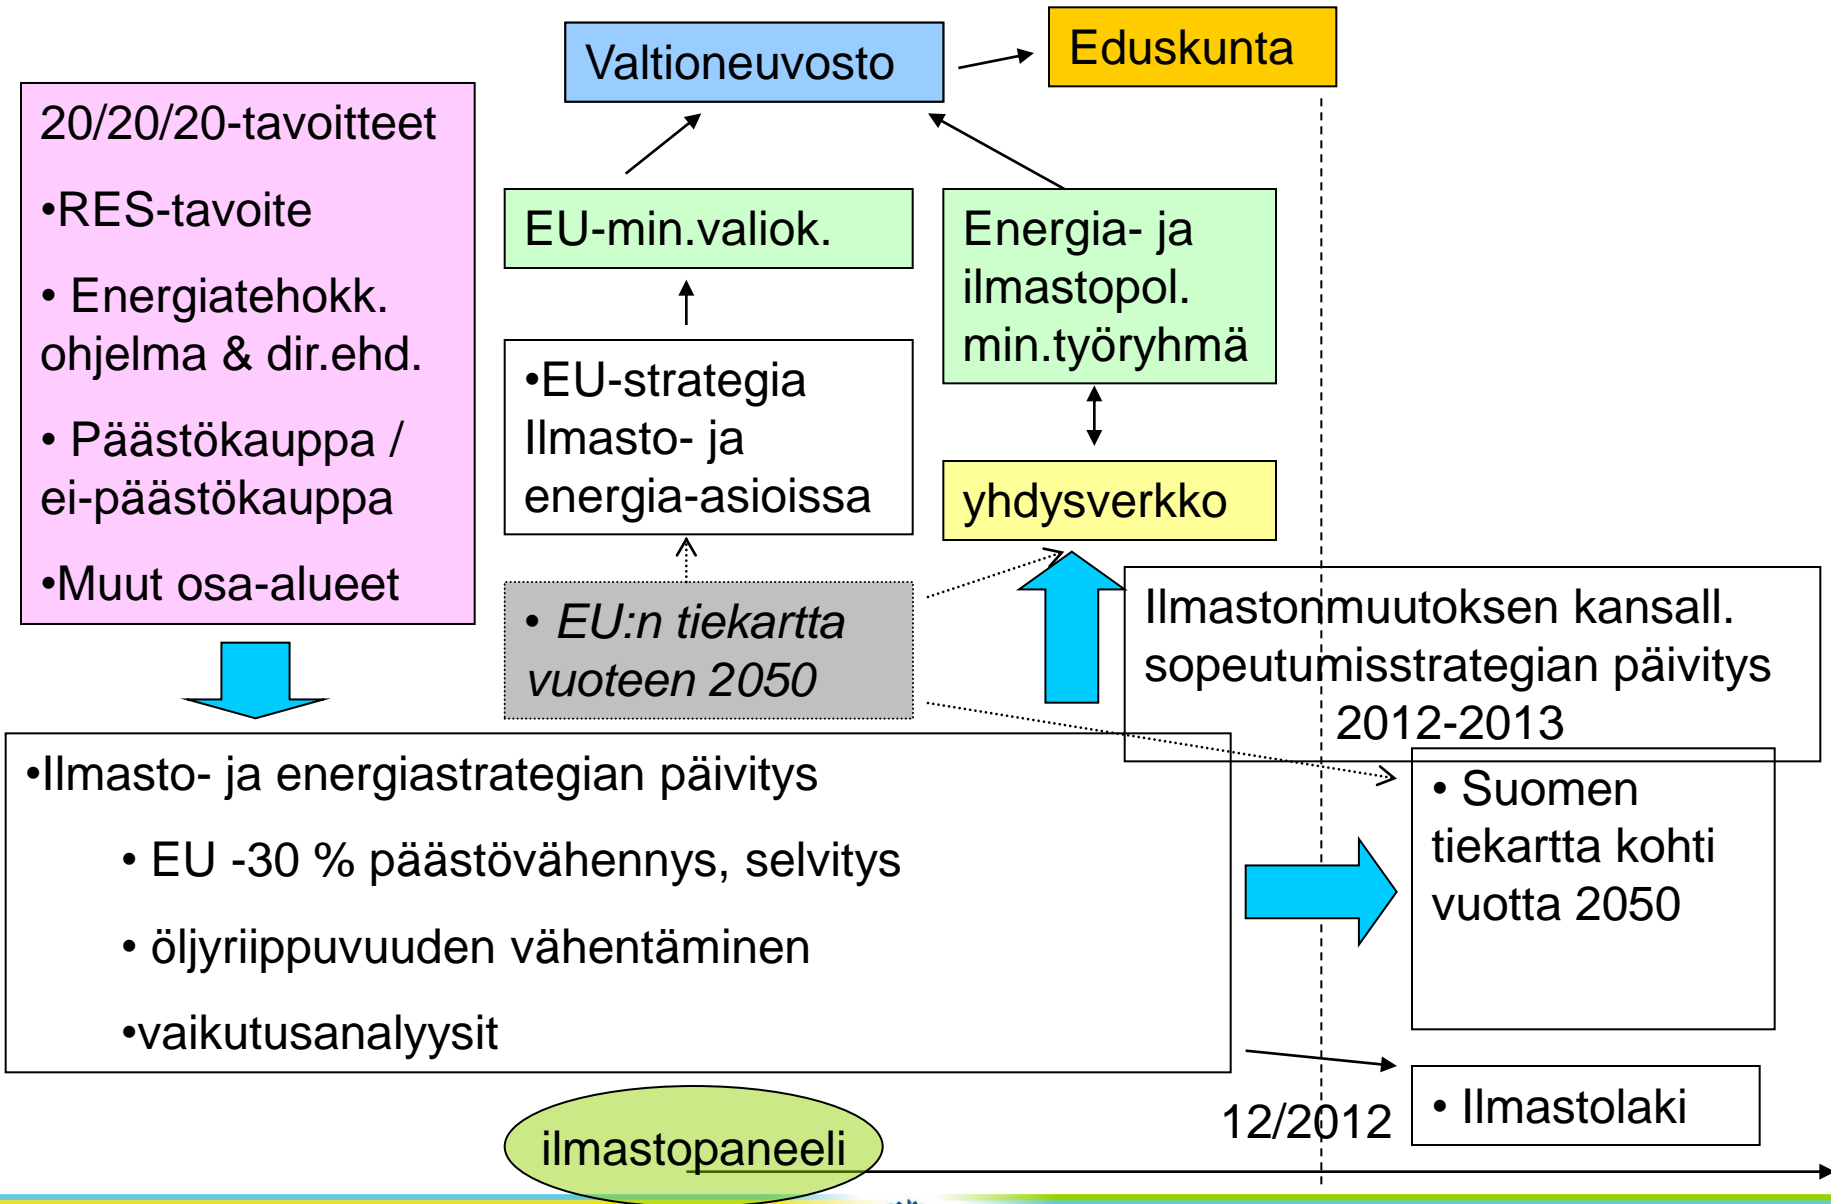 Valtioneuvosto
Eduskunta
20/20/20-tavoitteet
•RES-tavoite
• Energiatehokk.
ohjelma & dir.ehd.
• Päästökauppa /
ei-päästökauppa
•Muut osa-alueet
EU-min.valiok.
Energia- ja
ilmastopol.
min.työryhmä
•EU-strategia
Ilmasto- ja
energia-asioissa
yhdysverkko
• EU:n tiekartta
vuoteen 2050
Ilmastonmuutoksen kansall.
sopeutumisstrategian päivitys
2012-2013
•Ilmasto- ja energiastrategian päivitys
• EU -30 % päästövähennys, selvitys
• öljyriippuvuuden vähentäminen
•vaikutusanalyysit
• Suomen
tiekartta kohti
vuotta 2050
• Ilmastolaki
12/2012
ilmastopaneeli